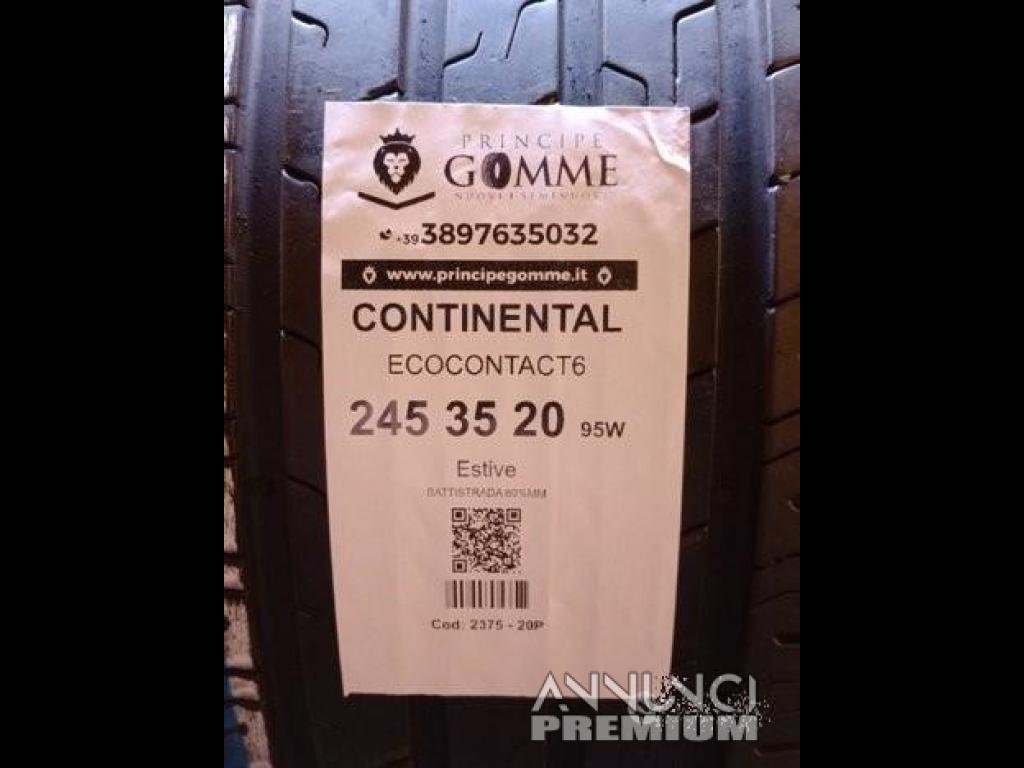 PRINCIPE
GOMME
+39 3897635032
www.principegomme.it
CONTINENTAL
ECOCONTACT6
245 35 20 95W
Estive
BATTISTRADA 80%MM
Cod: 2375 - 20P
ANNUNCI
PREMIUM